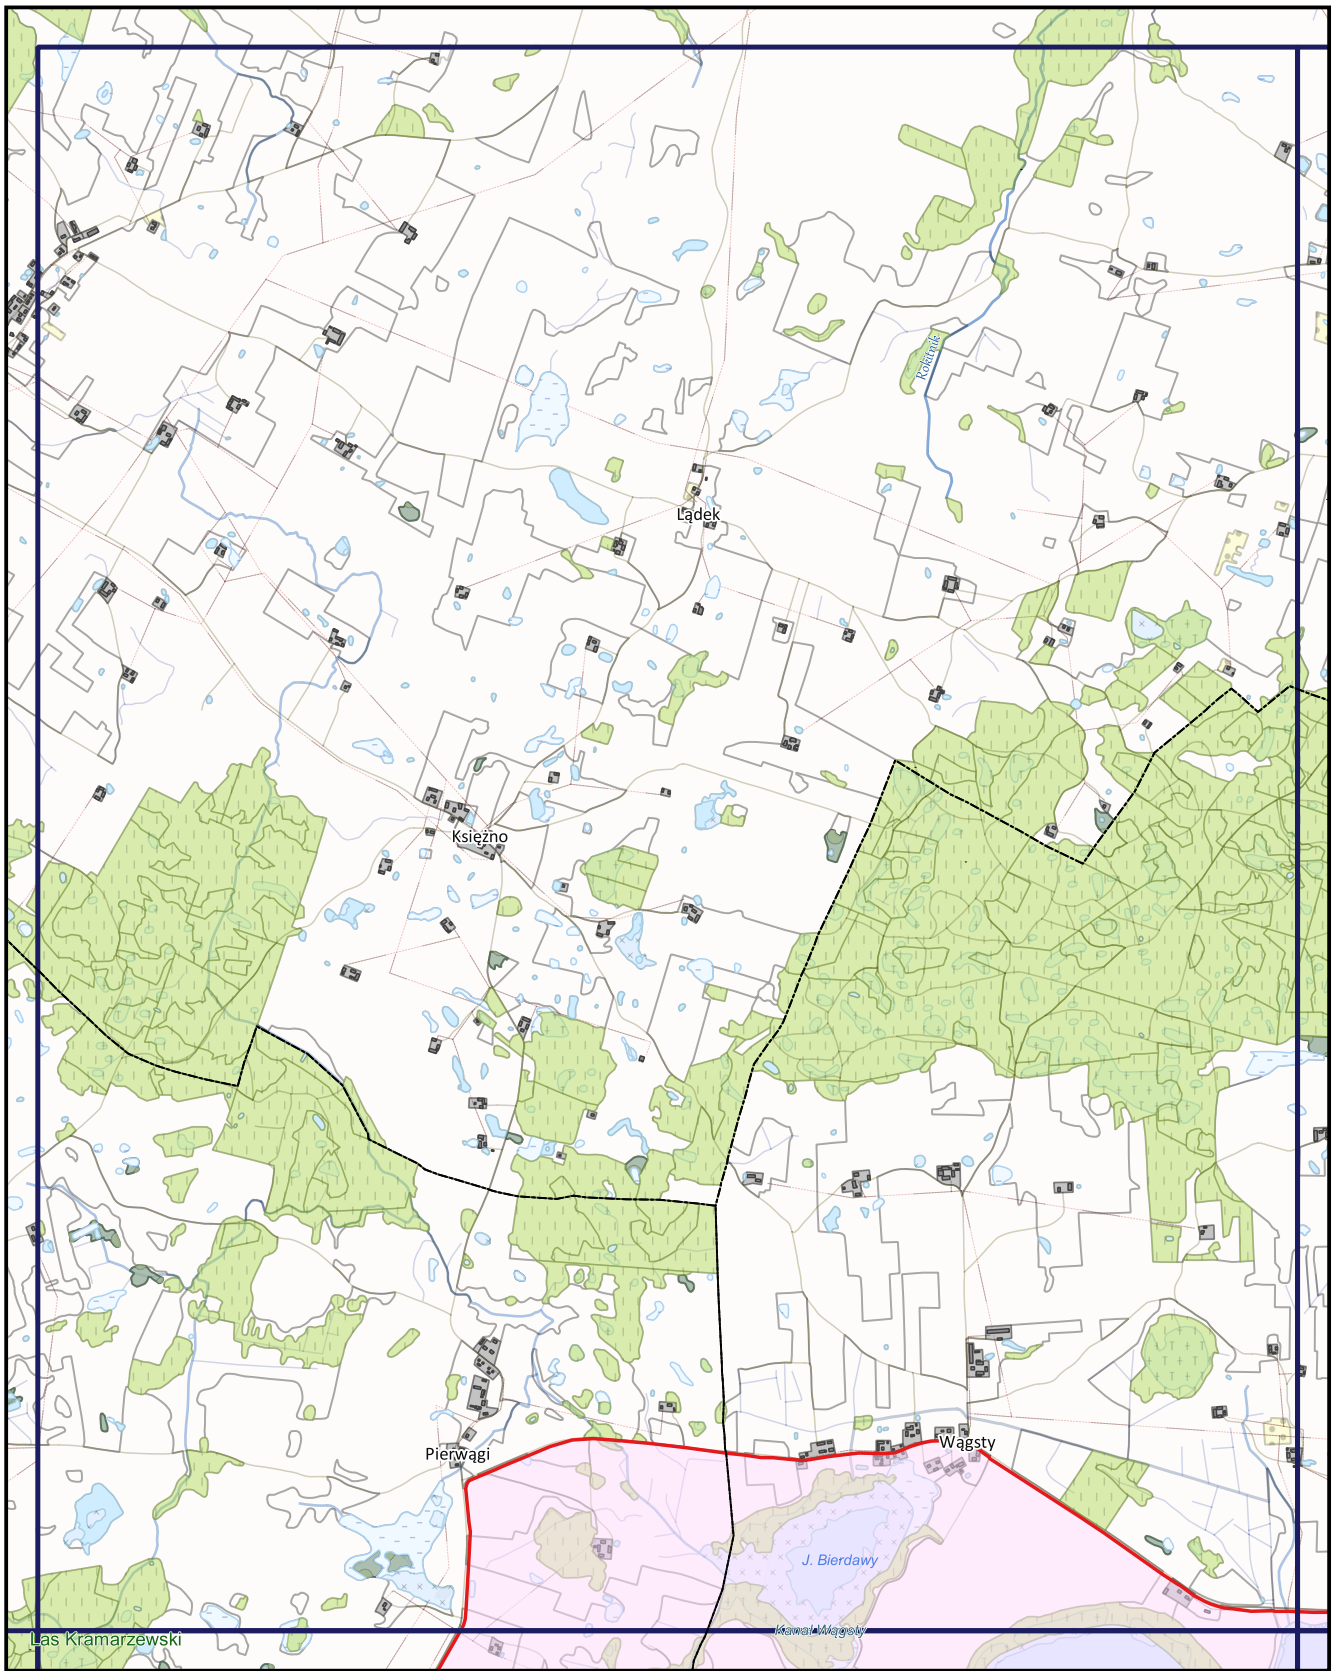 Rokitnik
Lądek
Księżno
Pierwągi
Wągsty
J. Bierdawy
Kanał Wągsty
Las Kramarzewski